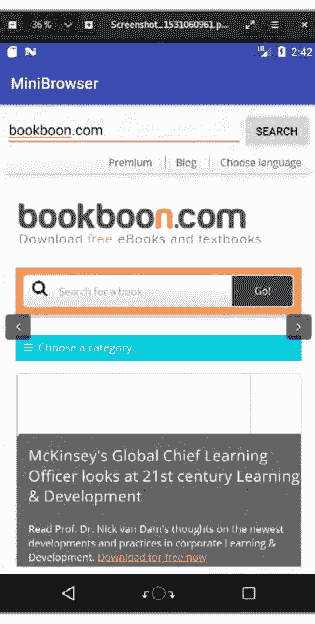 36 %
Screenshot_1531060961.p...
2:42
MiniBrowser
bookboon.com
SEARCH
Premium
Blog
Choose language
bookboon.com
Download free eBooks and textbooks
Search for a book
Go!
Choose a category
McKinsey's Global Chief Learning
Officer looks at 21st century Learning
& Development
Read Prof. Dr. Nick van Dam's thoughts on the newest
developments and practices in corporate Learning &
Development. Download for free now